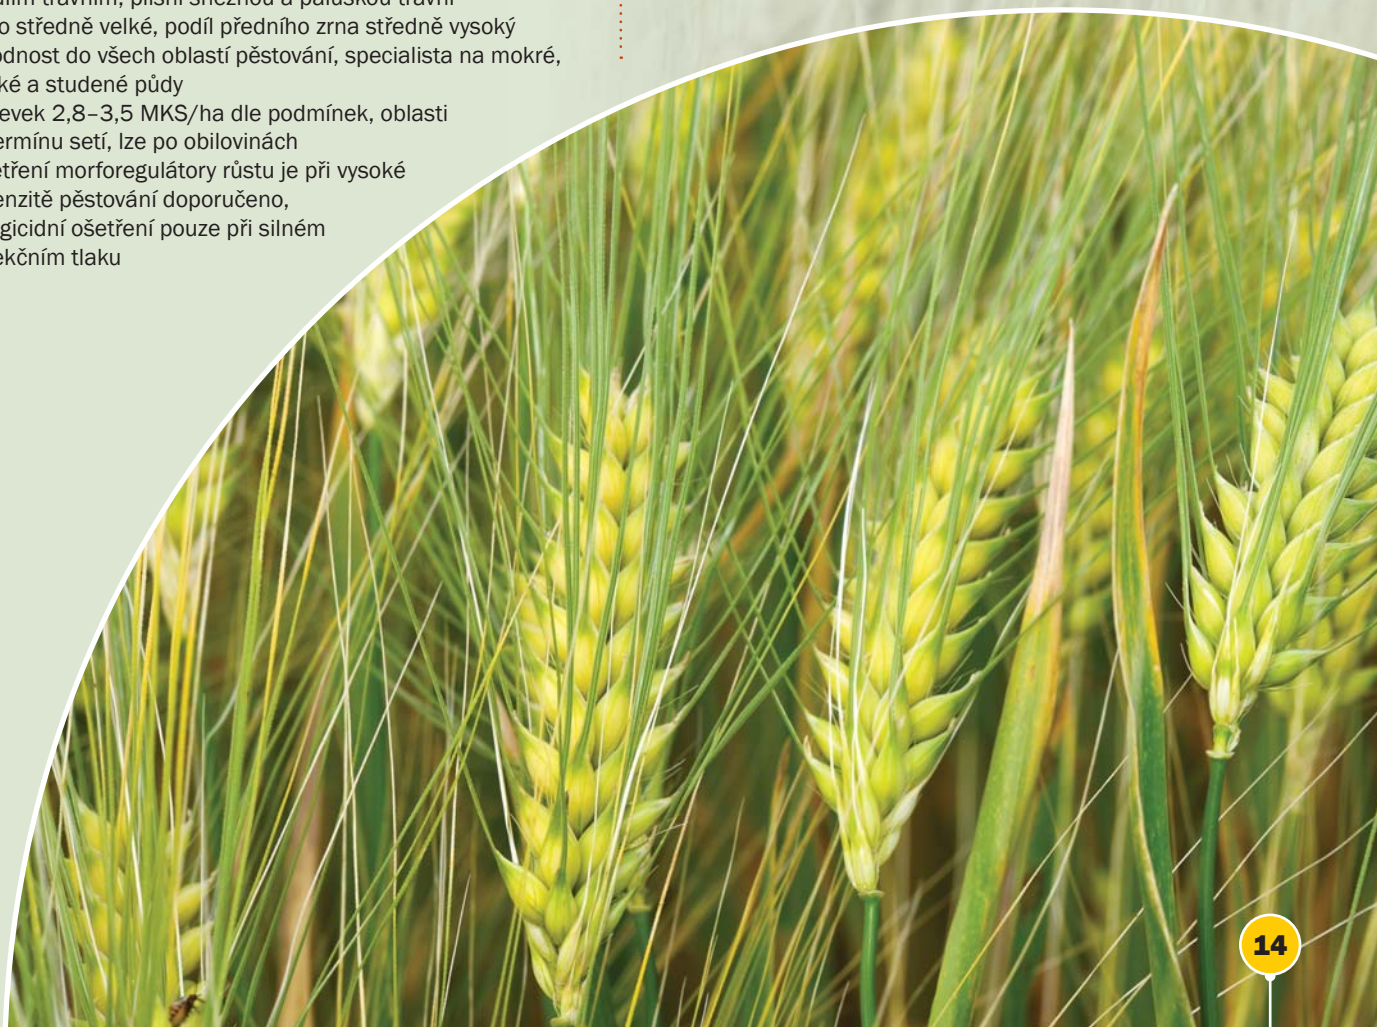 o středně velké, podíl předního zrna středně vysoký
odnost do všech oblastí pěstování, specialista na mokré,
ké a studené půdy
evek 2,8–3,5 MKS/ha dle podmínek, oblasti
ermínu setí, lze po obilovinách
etření morforegulátory růstu je při vysoké
enzitě pěstování doporučeno,
gicidní ošetření pouze při silném
ekčním tlaku
14